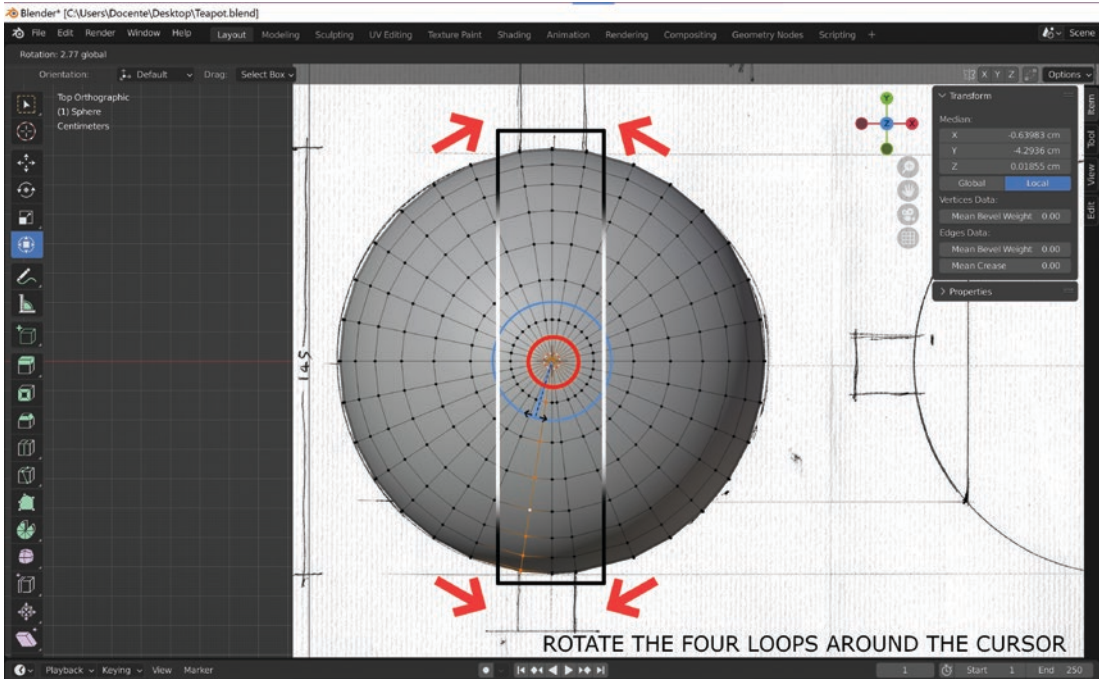 Blender* [C:\Users\Docente\Desktop\Teapot.blend]
File Edit Render Window Help Layout Modeling Sculpting UV Editing Texture Paint Shading Animation Rendering Compositing Geometry Nodes Scripting + Scene
Rotation: 2.77 global
Orientation: Default Drag: Select Box X Y Z Options
Top Orthographic
(1) Sphere
Centimeters
Y
Z X
Transform
Median:
X -0.63983 cm
Y -4.2936 cm
Z 0.01855 cm
Global Local
Vertices Data:
Mean Bevel Weight 0.00
Edges Data:
Mean Bevel Weight 0.00
Mean Crease 0.00
Properties
Item
Tool
View
Edit
145
ROTATE THE FOUR LOOPS AROUND THE CURSOR
Playback Keying View Marker 1 Start 1 End 250